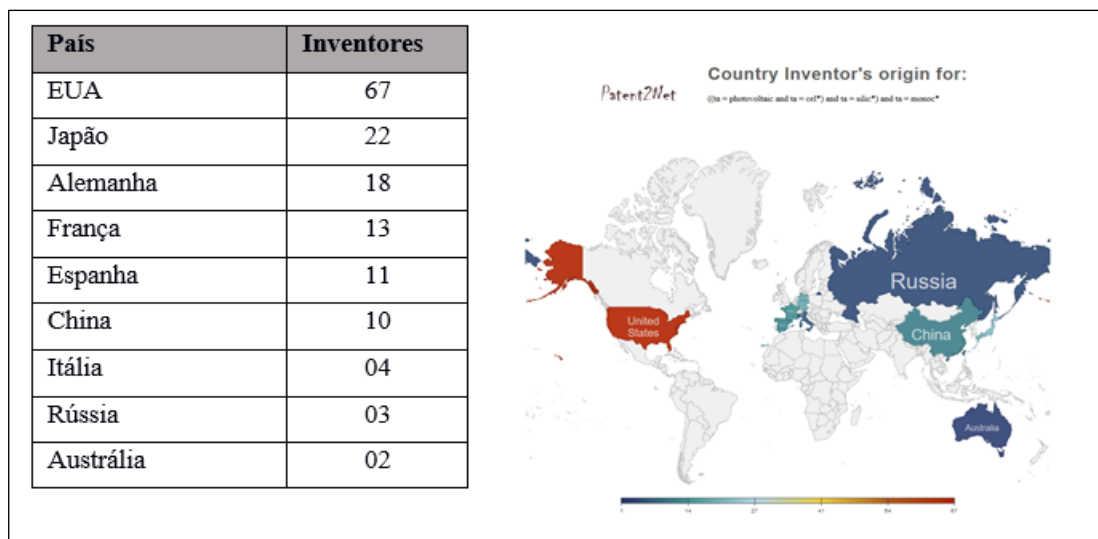 País Inventores
EUA 67
Japão 22
Alemanha 18
França 13
Espanha 11
China 10
Itália 04
Rússia 03
Austrália 02
Country Inventor's origin for:
Patent2Net
((ta = photovoltaic and ta = cel*) and ta = silic*) and ta = monoc*
Russia
United
States
China
Australia
1 14 27 41 54 67